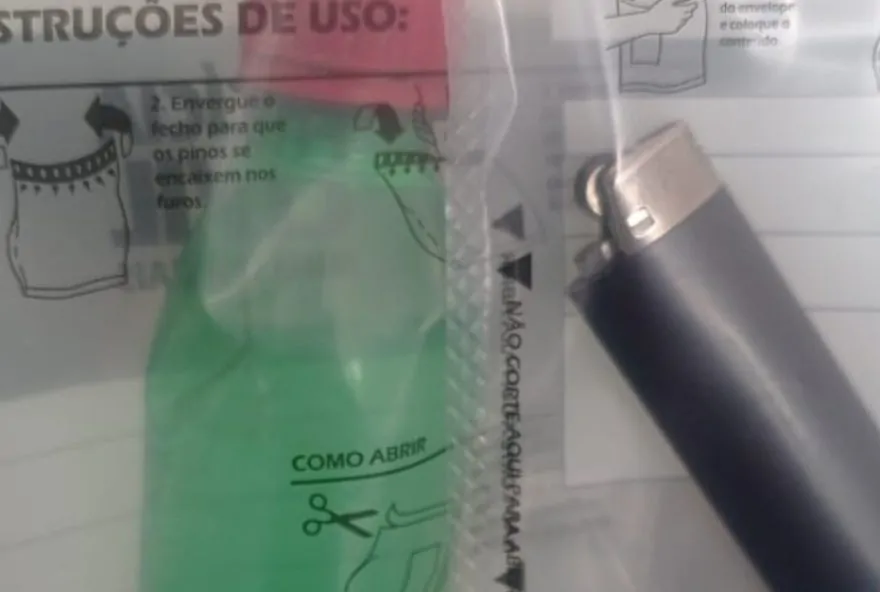 STRUÇÕES DE USO:
2. Envergue o
fecho para que
os pinos se
encaixem nos
furos.
do envelope
e coloque o
conteúdo
NÃO CORTE AQUI
COMO ABRIR